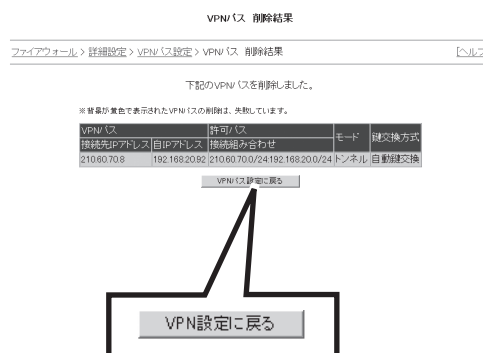 VPNパス 削除結果
ファイアウォール > 詳細設定 > VPNパス設定 > VPNパス 削除結果
[ヘルプ
下記のVPNパスを削除しました。
※背景が黄色で表示されたVPNパスの削除は、失敗しています。
VPNパス 許可パス モード 鍵交換方式
接続先IPアドレス 自IPアドレス 接続組み合わせ
210.60.70.8 192.168.20.92 210.60.70.0/24:192.168.20.0/24 トンネル 自動鍵交換
VPNパス設定に戻る
VPN設定に戻る